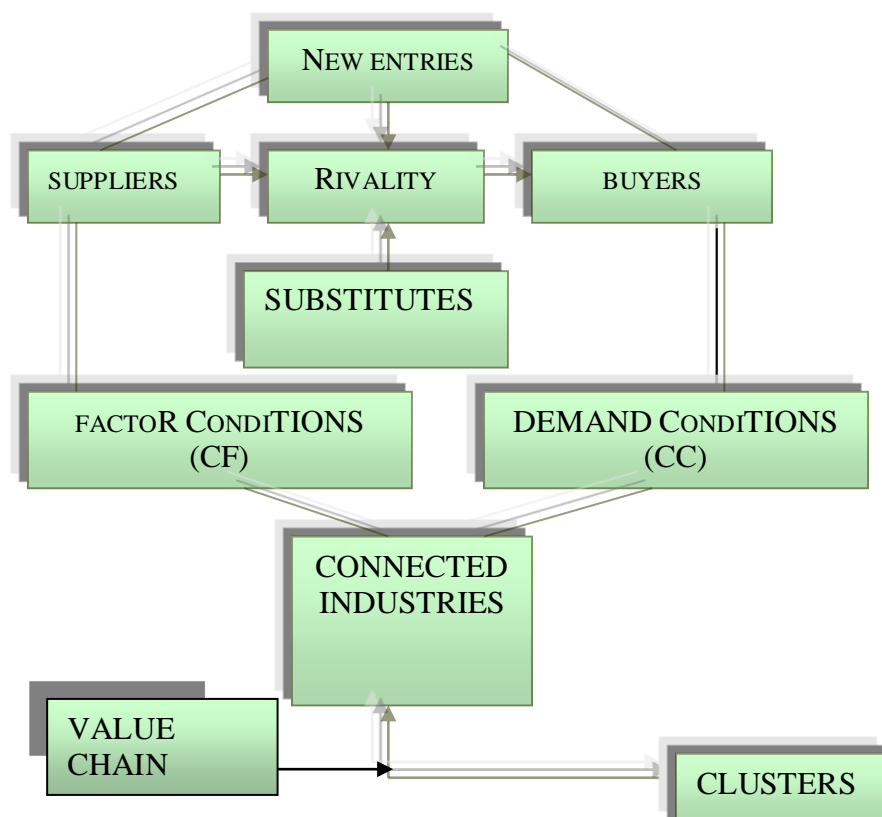 NEW ENTRIES
SUPPLIERS
RIVALITY
BUYERS
SUBSTITUTES
FACTOR CONDITIONS
(CF)
DEMAND CONDITIONS
(CC)
CONNECTED
INDUSTRIES
VALUE
CHAIN
CLUSTERS